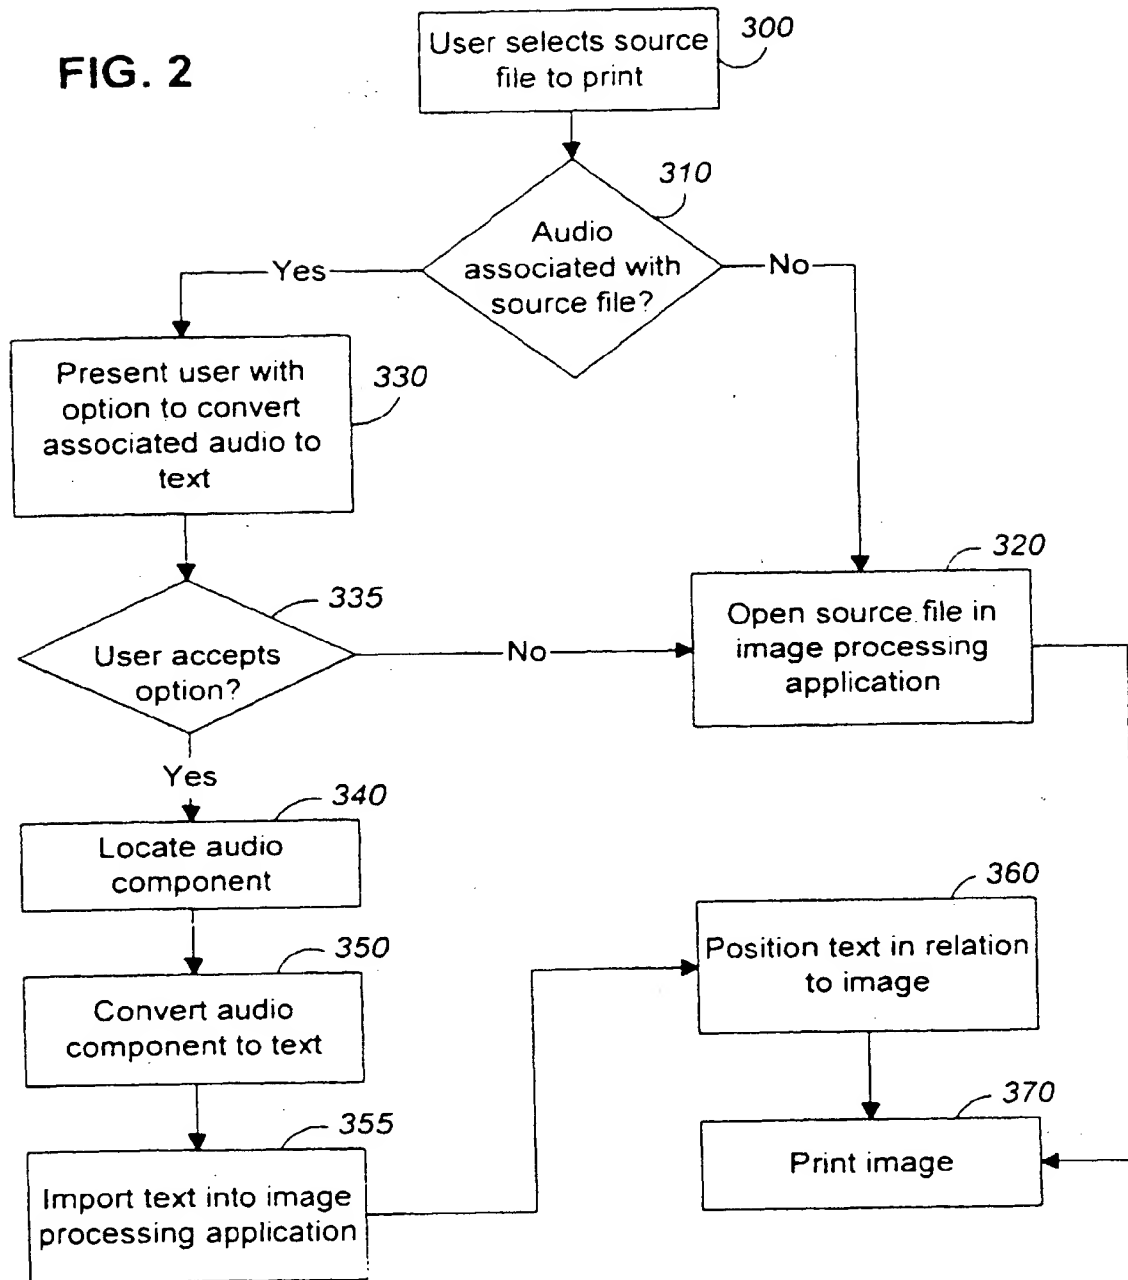 FIG. 2
User selects source
file to print
300
310
Audio
associated with
source file?
Yes
No
Present user with
option to convert
associated audio to
text
330
335
User accepts
option?
No
320
Open source file in
image processing
application
Yes
340
Locate audio
component
350
Convert audio
component to text
355
Import text into image
processing application
360
Position text in relation
to image
370
Print image